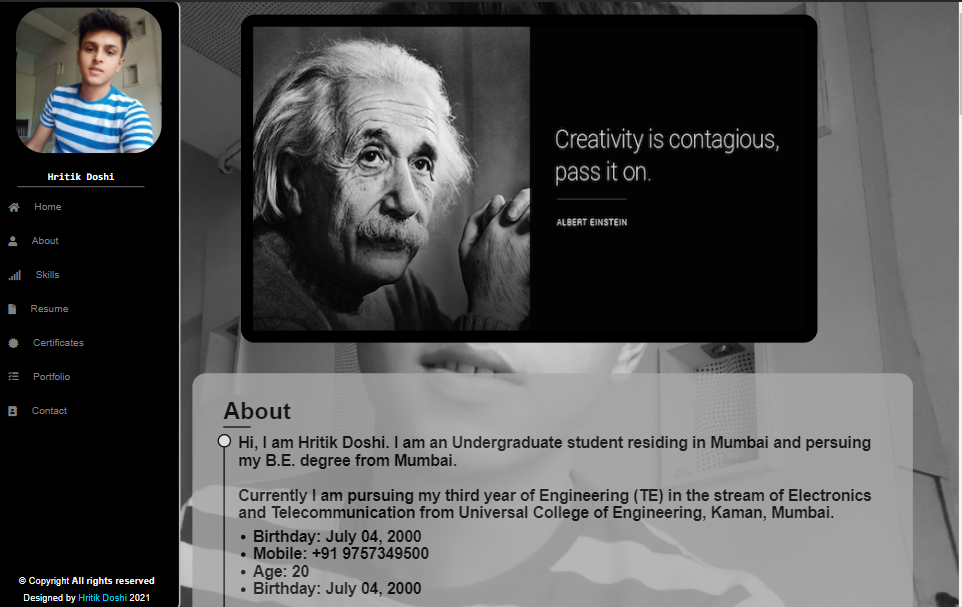 Hritik Doshi
Home
About
Skills
Resume
Certificates
Portfolio
Contact
© Copyright All rights reserved
Designed by Hritik Doshi 2021
Creativity is contagious,
pass it on.
ALBERT EINSTEIN
About
Hi, I am Hritik Doshi. I am an Undergraduate student residing in Mumbai and persuing
my B.E. degree from Mumbai.
Currently I am pursuing my third year of Engineering (TE) in the stream of Electronics
and Telecommunication from Universal College of Engineering, Kaman, Mumbai.
• Birthday: July 04, 2000
• Mobile: +91 9757349500
• Age: 20
• Birthday: July 04, 2000